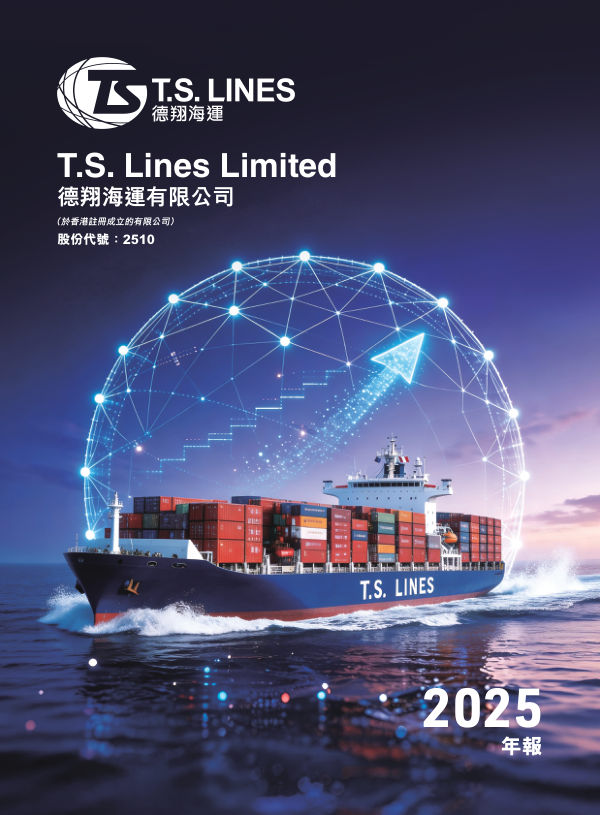 TS T.S. LINES
德翔海運
T.S. Lines Limited
德翔海運有限公司
（於香港註冊成立的有限公司）
股份代號：2510
T.S. LINES
2025
年報